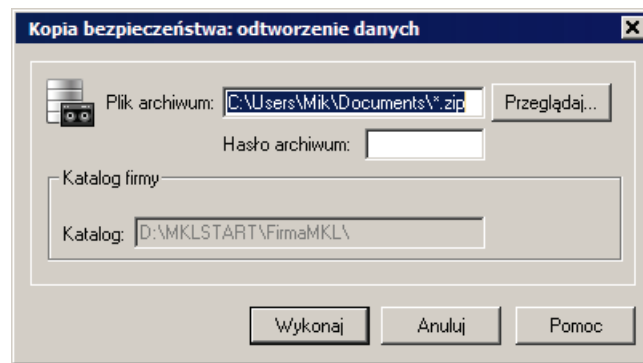 Kopia bezpieczeństwa: odtworzenie danych
Plik archiwum: C:\Users\Mik\Documents\*.zip Przeglądaj...
Hasło archiwum:
Katalog firmy
Katalog: D:\MKLSTART\FirmaMKL\
Wykonaj Anuluj Pomoc